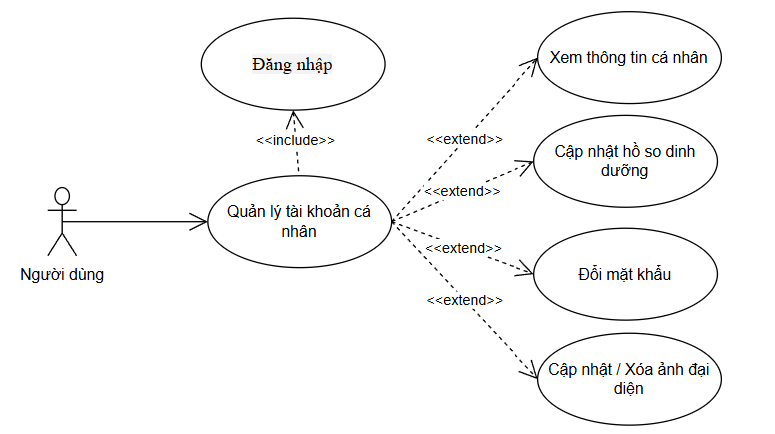 Đăng nhập
<<include>>
Quản lý tài khoản cá
nhân
Người dùng
<<extend>>
<<extend>>
<<extend>>
<<extend>>
Xem thông tin cá nhân
Cập nhật hồ so dinh
dưỡng
Đổi mặt khẩu
Cập nhật / Xóa ảnh đại
diện